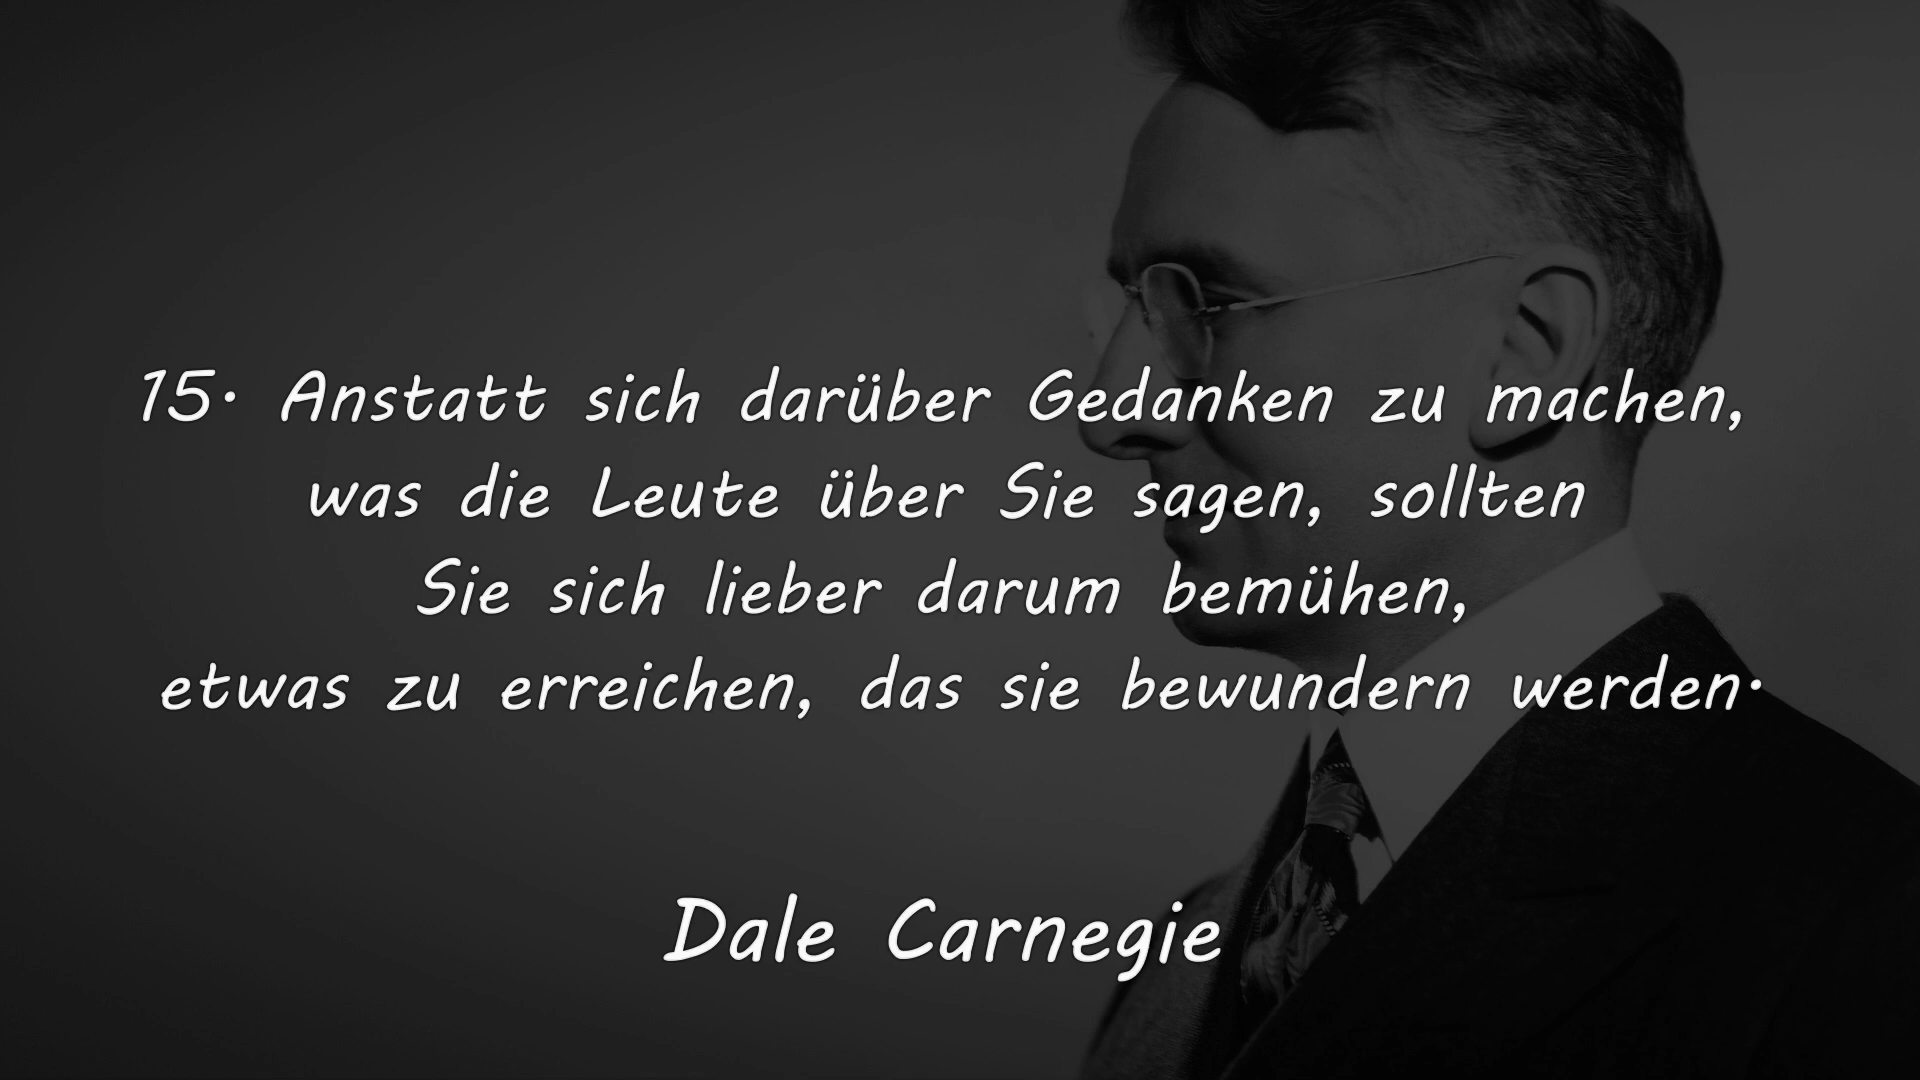 15. Anstatt sich darüber Gedanken zu machen,
was die Leute über Sie sagen, sollten
Sie sich lieber darum bemühen,
etwas zu erreichen, das sie bewundern werden.
Dale Carnegie